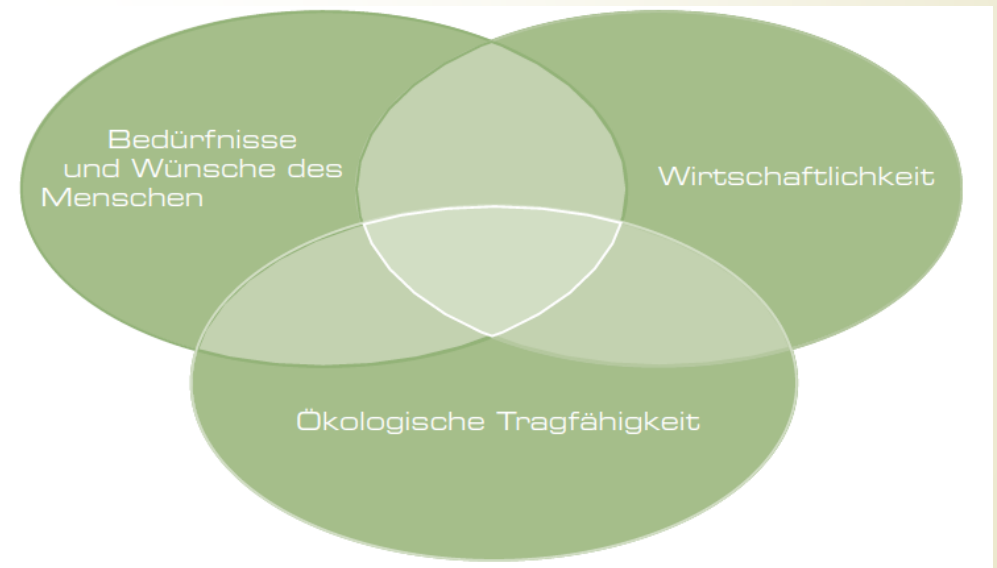 Bedürfnisse
und Wünsche des
Menschen
Wirtschaftlichkeit
Ökologische Tragfähigkeit